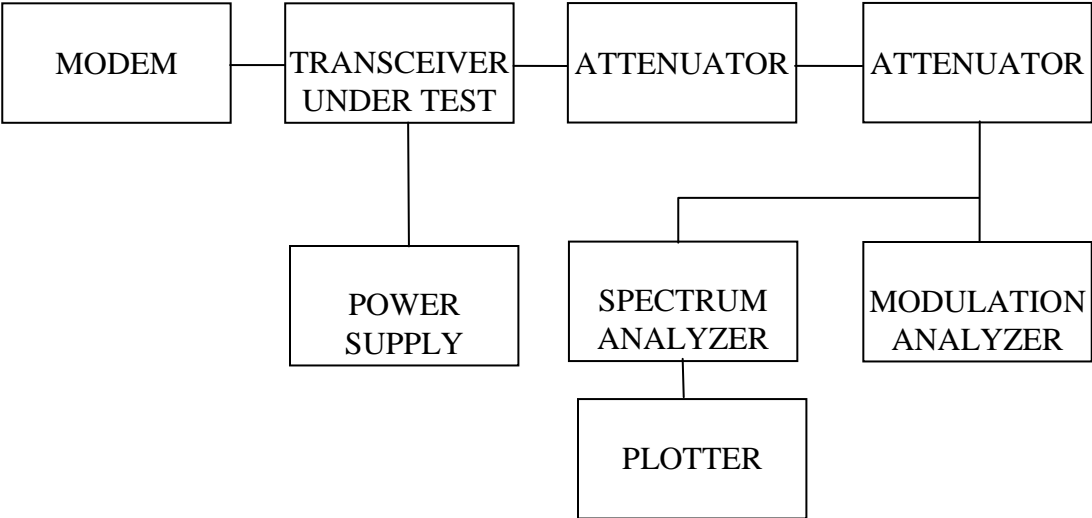 MODEM
TRANSCEIVER
UNDER TEST
ATTENUATOR
ATTENUATOR
POWER
SUPPLY
SPECTRUM
ANALYZER
MODULATION
ANALYZER
PLOTTER